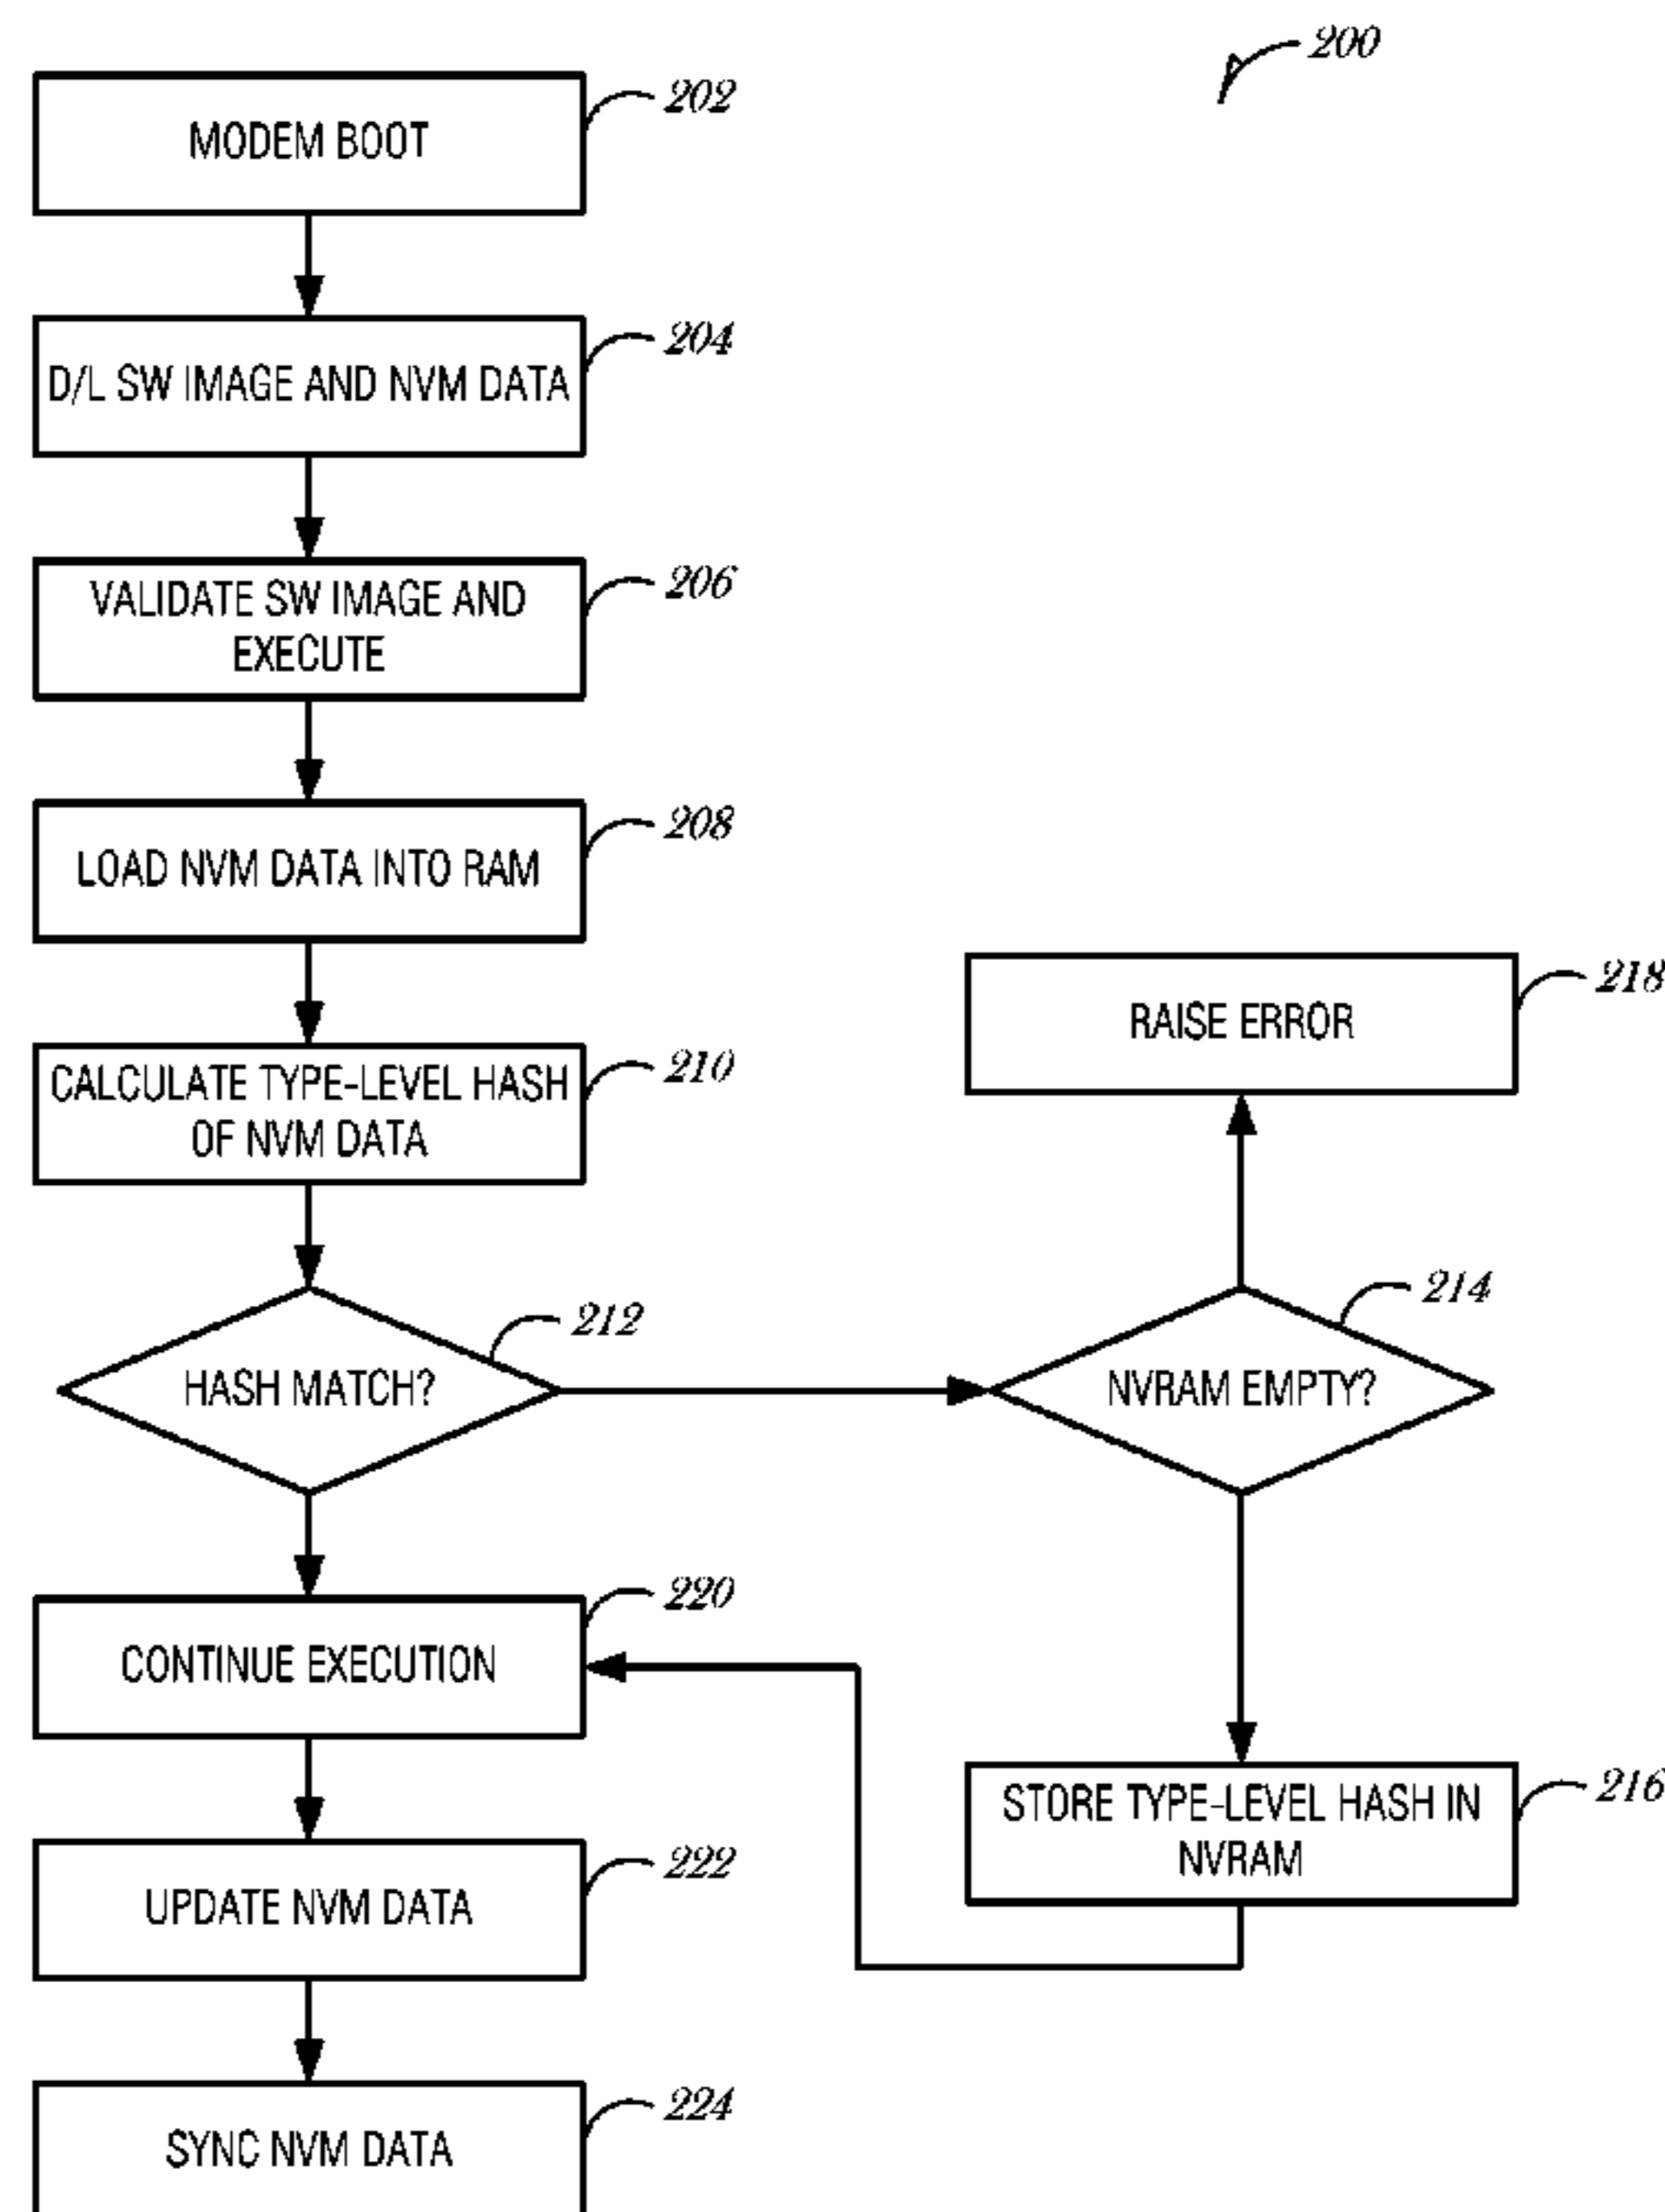 200
MODEM BOOT
202
D/L SW IMAGE AND NVM DATA
204
VALIDATE SW IMAGE AND
EXECUTE
206
LOAD NVM DATA INTO RAM
208
CALCULATE TYPE-LEVEL HASH
OF NVM DATA
210
RAISE ERROR
218
HASH MATCH?
212
NVRAM EMPTY?
214
CONTINUE EXECUTION
220
STORE TYPE-LEVEL HASH IN
NVRAM
216
UPDATE NVM DATA
222
SYNC NVM DATA
224